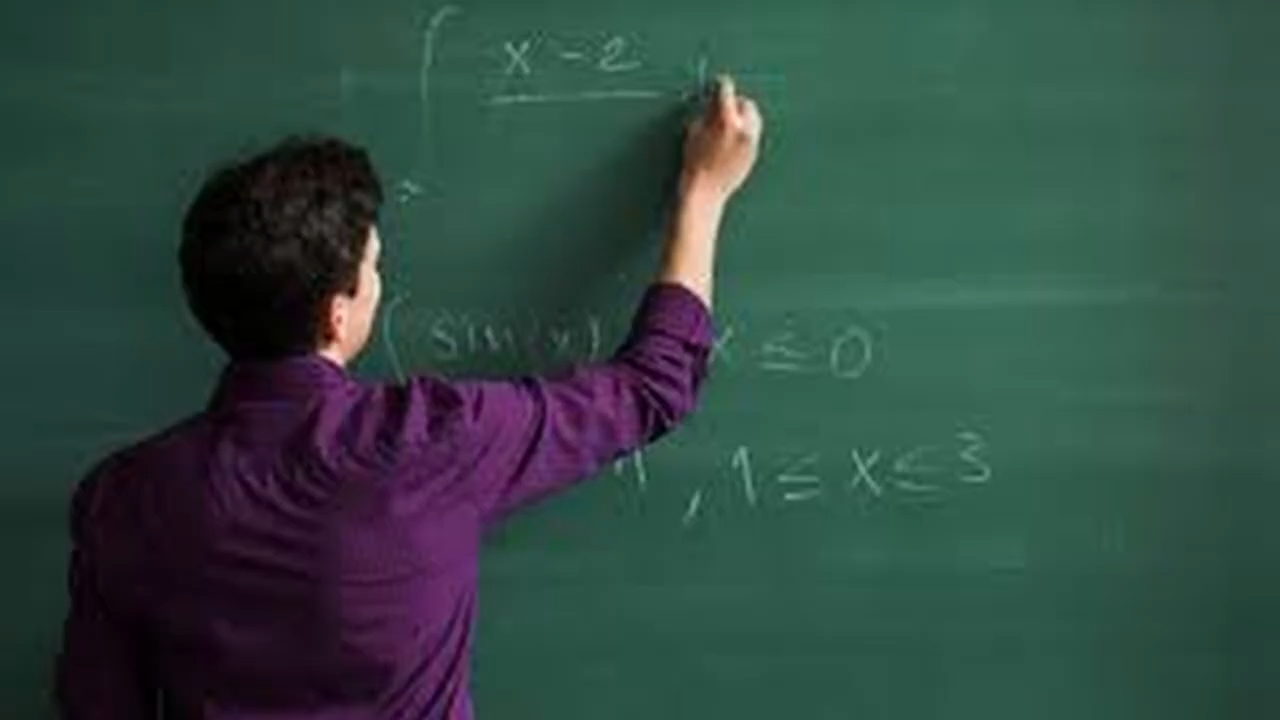 x - 2
sin(x) x ≤ 0
, 1 ≤ x ≤ 3